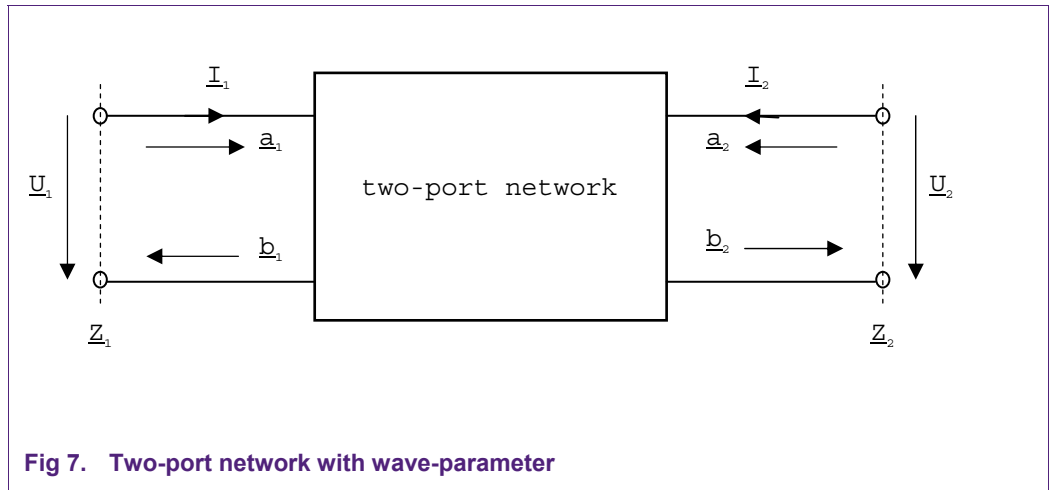 I₁ I₂
a₁ a₂
U₁ two-port network U₂
b₁ b₂
Z₁ Z₂
Fig 7. Two-port network with wave-parameter